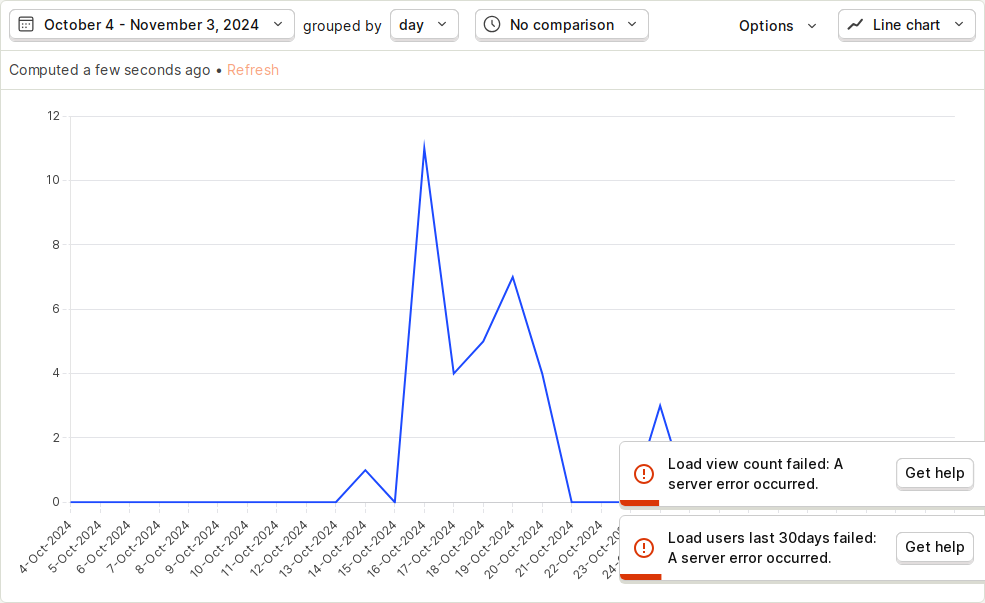 October 4 - November 3, 2024 grouped by day No comparison Options Line chart
Computed a few seconds ago • Refresh
12
10
8
6
4
2
0
Load view count failed: A
server error occurred.
Get help
Load users last 30days failed:
A server error occurred.
Get help
4-Oct-2024
5-Oct-2024
6-Oct-2024
7-Oct-2024
8-Oct-2024
9-Oct-2024
10-Oct-2024
11-Oct-2024
12-Oct-2024
13-Oct-2024
14-Oct-2024
15-Oct-2024
16-Oct-2024
17-Oct-2024
18-Oct-2024
19-Oct-2024
20-Oct-2024
21-Oct-2024
22-Oct-2024